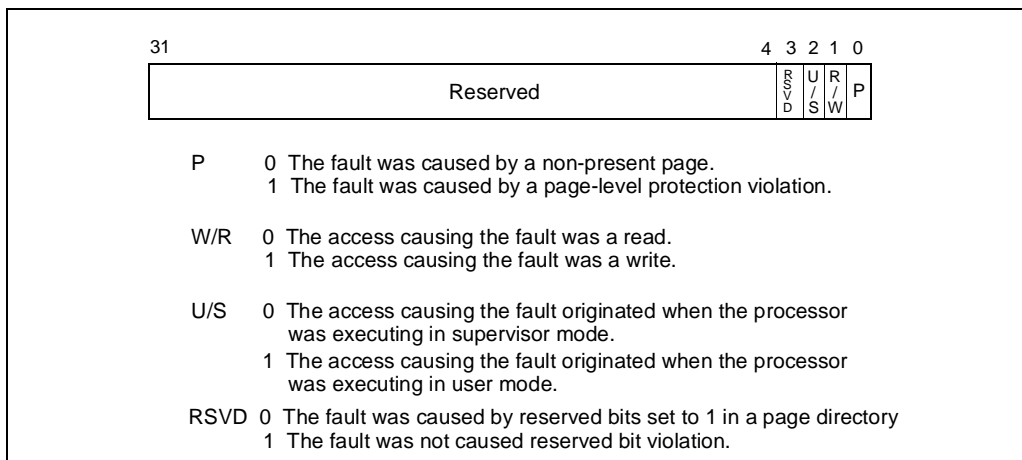 31 4 3 2 1 0
Reserved RSVD U/S R/W P
P 0 The fault was caused by a non-present page.
1 The fault was caused by a page-level protection violation.
W/R 0 The access causing the fault was a read.
1 The access causing the fault was a write.
U/S 0 The access causing the fault originated when the processor
was executing in supervisor mode.
1 The access causing the fault originated when the processor
was executing in user mode.
RSVD 0 The fault was caused by reserved bits set to 1 in a page directory
1 The fault was not caused reserved bit violation.